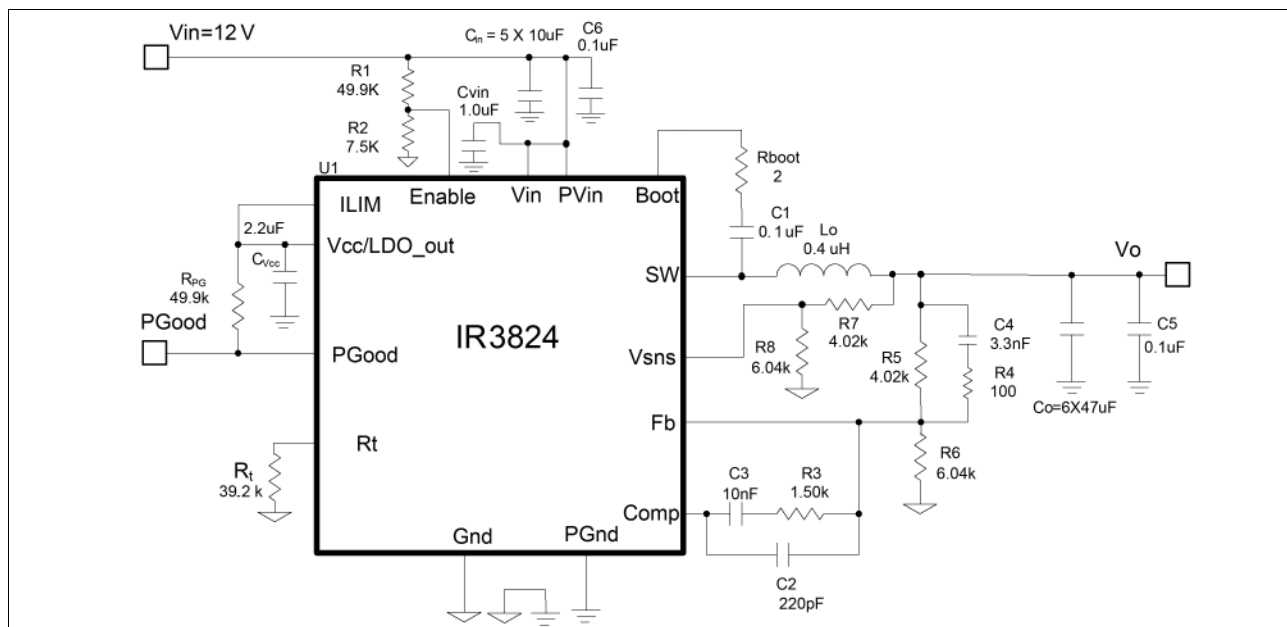 Vin=12 V
Cin = 5 X 10uF
C6
0.1uF
R1
49.9K
Cvin
1.0uF
R2
7.5K
U1
Rboot
2
Enable
Vin
PVin
Boot
ILIM
2.2uF
Vcc/LDO_out
CVcc
C1
0.1 uF
Lo
0.4 uH
Vo
SW
RPG
49.9k
PGood
PGood
IR3824
Vsns
R8
6.04k
R7
4.02k
R5
4.02k
C4
3.3nF
R4
100
C5
0.1uF
Co=6X47uF
Fb
Rt
Rt
39.2 k
R6
6.04k
C3
10nF
R3
1.50k
Comp
Gnd
PGnd
C2
220pF